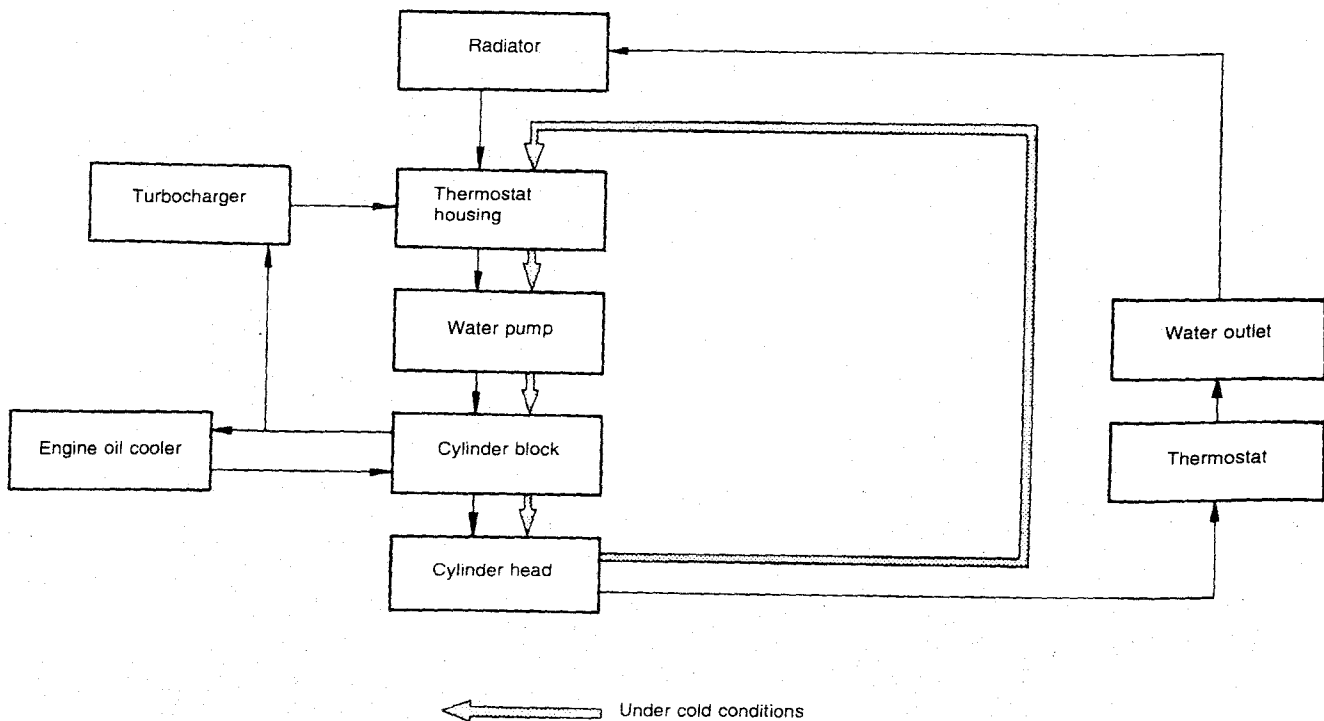 Radiator
Turbocharger
Thermostat
housing
Water pump
Water outlet
Engine oil cooler
Cylinder block
Thermostat
Cylinder head
Under cold conditions